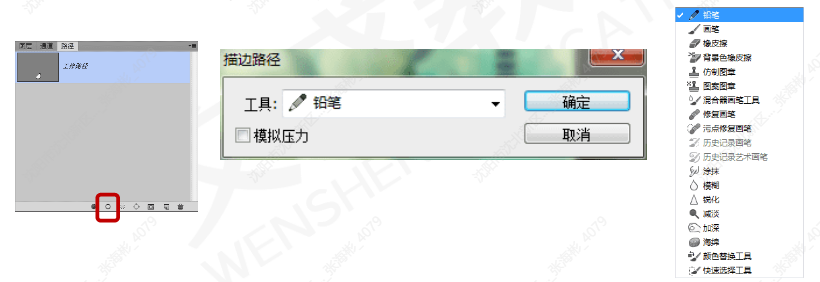 图层 通道 路径
工作路径
描边路径
工具: 铅笔
确定
模拟压力
取消
铅笔
画笔
橡皮擦
背景色橡皮擦
仿制图章
图案图章
混合器画笔工具
修复画笔
污点修复画笔
历史记录画笔
历史记录艺术画笔
涂抹
模糊
锐化
减淡
加深
海绵
颜色替换工具
快速选择工具
WENSHE
张海彬_4079